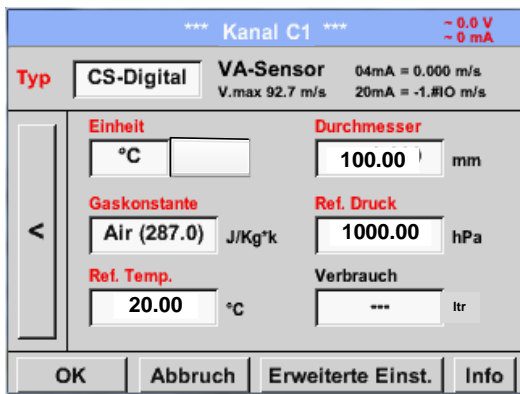 *** Kanal C1 ***
~ 0.0 V
~ 0 mA
Typ
CS-Digital
VA-Sensor
V.max 92.7 m/s
04mA = 0.000 m/s
20mA = -1.#IO m/s
Einheit
°C
Durchmesser
100.00 mm
Gaskonstante
Air (287.0) J/Kg*k
Ref. Druck
1000.00 hPa
<
Ref. Temp.
20.00 °C
Verbrauch
--- ltr
OK
Abbruch
Erweiterte Einst.
Info